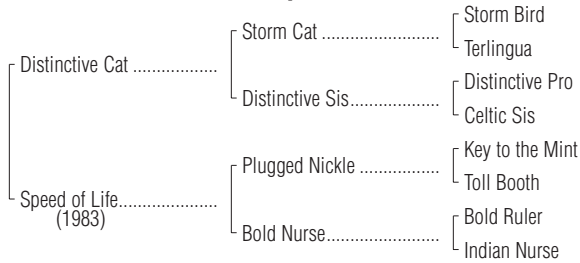 Storm Bird
Storm Cat ........................
Terlingua
Distinctive Cat .................
Distinctive Pro
Distinctive Sis..................
Celtic Sis
Key to the Mint
Plugged Nickle ................
Toll Booth
Speed of Life....................
(1983)
Bold Ruler
Bold Nurse.......................
Indian Nurse